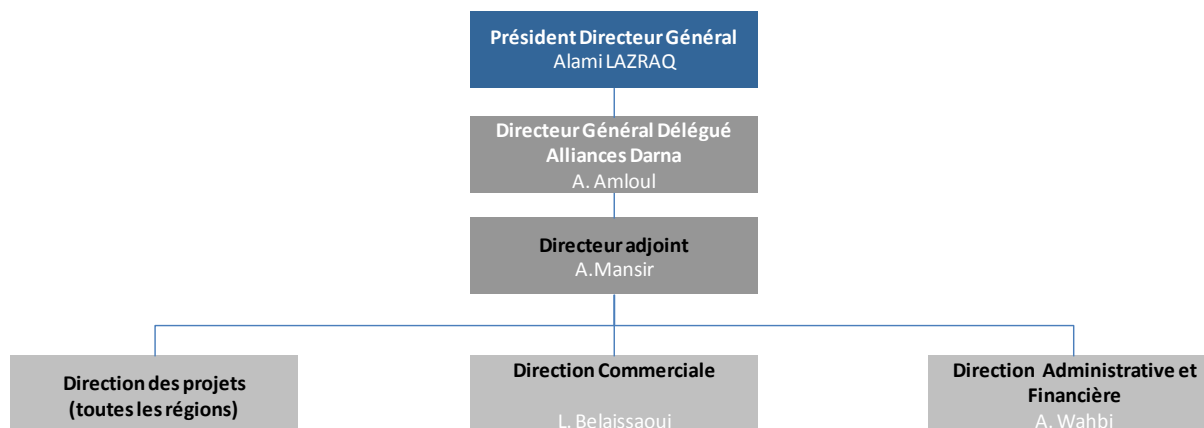 Président Directeur Général
Alami LAZRAQ
Directeur Général Délégué
Alliances Darna
A. Amloul
Directeur adjoint
A.Mansir
Direction des projets
(toutes les régions)
Direction Commerciale
L. Belaissaoui
Direction Administrative et
Financière
A. Wahbi